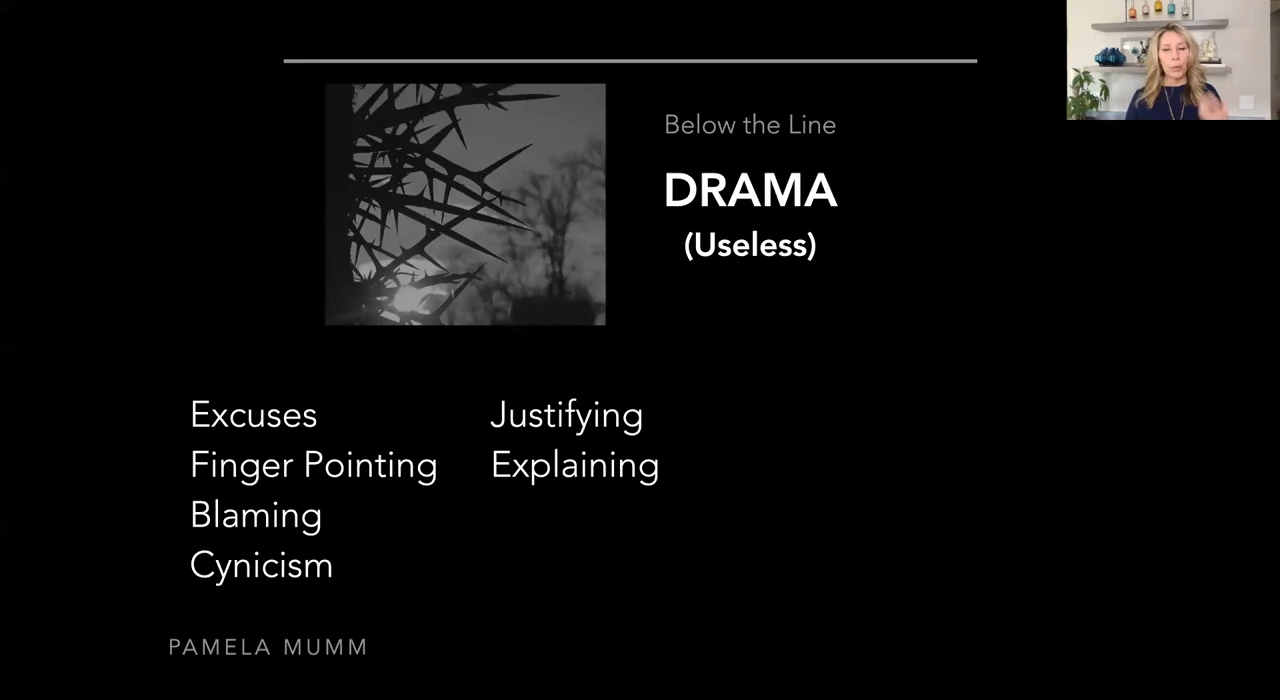 Below the Line
DRAMA
(Useless)
Excuses
Finger Pointing
Blaming
Cynicism
Justifying
Explaining
PAMELA MUMM